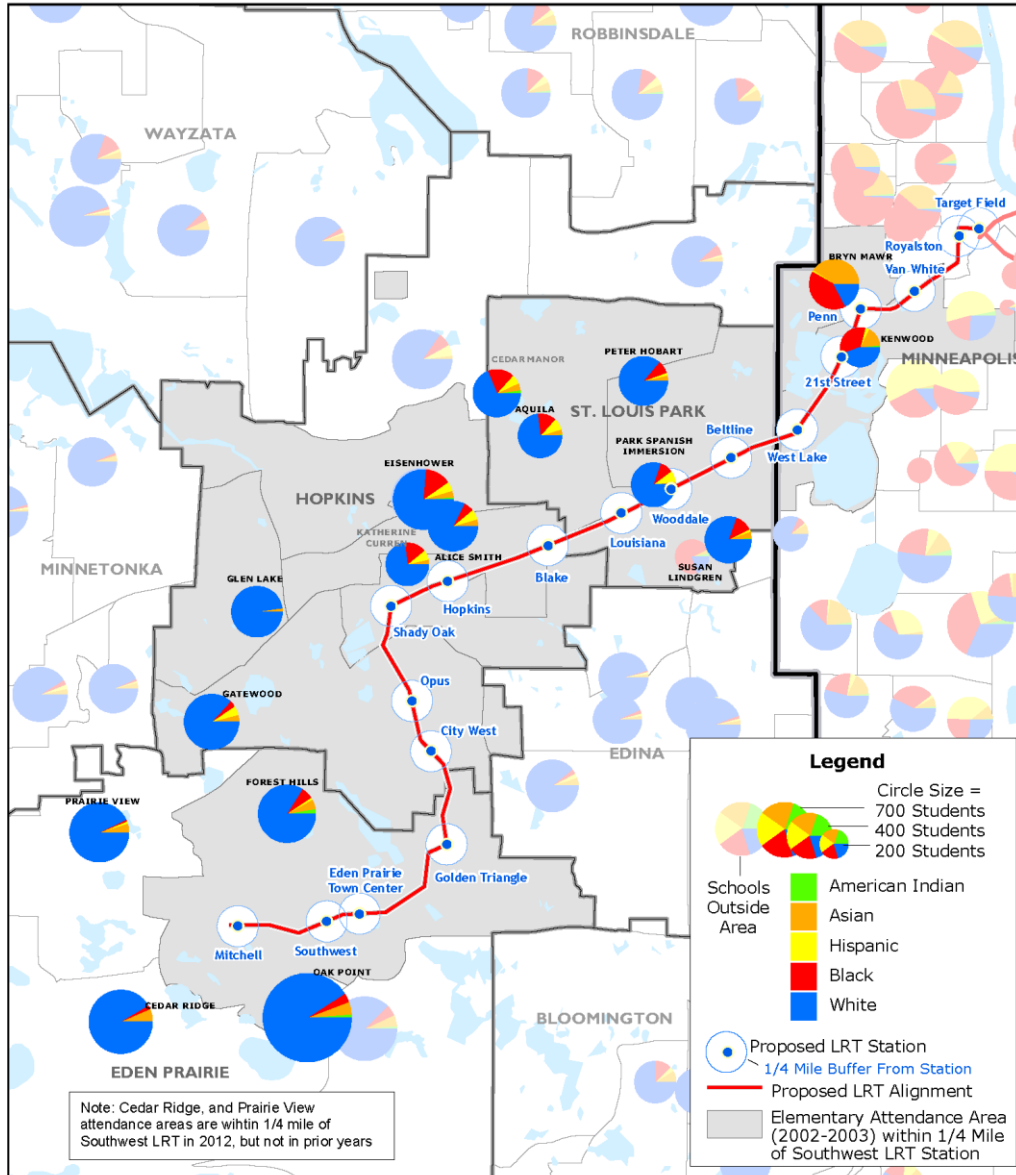 ROBBINSDALE
WAYZATA
Target Field
Royalston
BRYN MAWR
Van White
Penn
KENWOOD
MINNEAPOLIS
21st Street
PETER HOBART
CEDAR MANOR
AQUILA
ST. LOUIS PARK
Beltline
West Lake
PARK SPANISH
IMMERSION
EISENHOWER
HOPKINS
Wooddale
Louisiana
KATHERINE
CURREN
ALICE SMITH
Blake
SUSAN
LINDGREN
MINNETONKA
GLEN LAKE
Hopkins
Shady Oak
Opus
GATEWOOD
City West
EDINA
FOREST HILLS
PRAIRIE VIEW
Golden Triangle
Eden Prairie
Town Center
Mitchell
Southwest
OAK POINT
CEDAR RIDGE
BLOOMINGTON
EDEN PRAIRIE
Note: Cedar Ridge, and Prairie View
attendance areas are wihtin 1/4 mile of
Southwest LRT in 2012, but not in prior years
Legend
Circle Size =
700 Students
400 Students
200 Students
Schools
Outside
Area
American Indian
Asian
Hispanic
Black
White
Proposed LRT Station
1/4 Mile Buffer From Station
Proposed LRT Alignment
Elementary Attendance Area
(2002-2003) within 1/4 Mile
of Southwest LRT Station